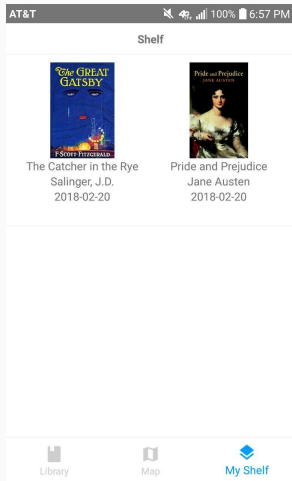 AT&T 4G 100% 6:57 PM
Shelf
The GREAT
GATSBY
F·SCOTT·FITZGERALD
Pride and Prejudice
JANE AUSTEN
The Catcher in the Rye
Salinger, J.D.
2018-02-20
Pride and Prejudice
Jane Austen
2018-02-20
Library
Map
My Shelf